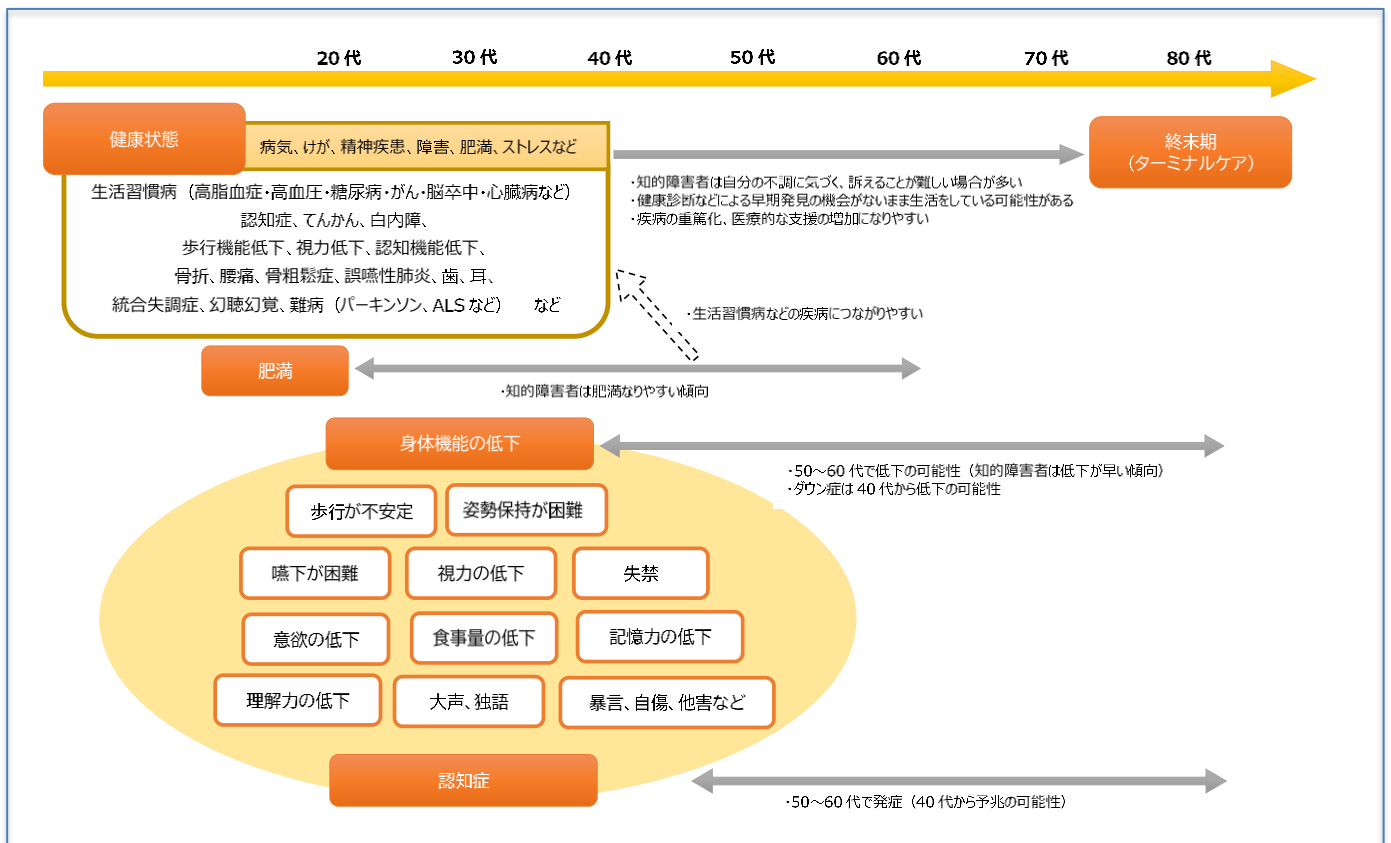 20代 30代 40代 50代 60代 70代 80代
健康状態
病気、けが、精神疾患、障害、肥満、ストレスなど
終末期
（ターミナルケア）
生活習慣病（高脂血症・高血圧・糖尿病・がん・脳卒中・心臓病など）
認知症、てんかん、白内障、
歩行機能低下、視力低下、認知機能低下、
骨折、腰痛、骨粗鬆症、誤嚥性肺炎、歯、耳、
統合失調症、幻聴幻覚、難病（パーキンソン、ALSなど）　など
・知的障害者は自分の不調に気づく、訴えることが難しい場合が多い
・健康診断などによる早期発見の機会がないまま生活をしている可能性がある
・疾病の重篤化、医療的な支援の増加になりやすい
・生活習慣病などの疾病につながりやすい
肥満
・知的障害者は肥満なりやすい傾向
身体機能の低下
・50～60代で低下の可能性（知的障害者は低下が早い傾向）
・ダウン症は40代から低下の可能性
歩行が不安定 姿勢保持が困難
嚥下が困難 視力の低下 失禁
意欲の低下 食事量の低下 記憶力の低下
理解力の低下 大声、独語 暴言、自傷、他害など
認知症
・50～60代で発症（40代から予兆の可能性）